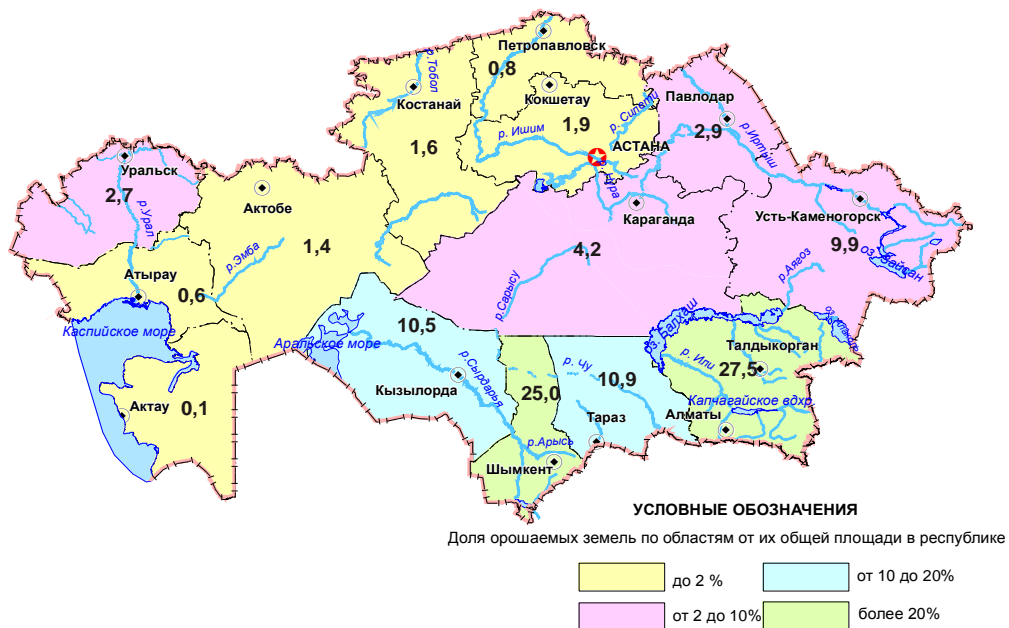 Петропавловск
р.Тобол
0,8
Костанай
Кокшетау
р. Силети
Павлодар
2,9
р.Иртыш
1,9
р. Ишим
АСТАНА
1,6
Уральск
2,7
р.Урал
Актобе
Караганда
Усть-Каменогорск
9,9
оз.
1,4
р.Эмба
4,2
р.Аягоз
Атырау
0,6
р.Сарысу
Каспийское море
10,5
Аральское море
оз. Балхаш
Талдыкорган
р.Сырдарья
р. Чу
р. Или
27,5
10,9
Кызылорда
25,0
Капчагайское вдхр.
Актау
0,1
Тараз
Алматы
р.Арысь
Шымкент
УСЛОВНЫЕ ОБОЗНАЧЕНИЯ
Доля орошаемых земель по областям от их общей площади в республике
до 2 %
от 10 до 20%
от 2 до 10%
более 20%